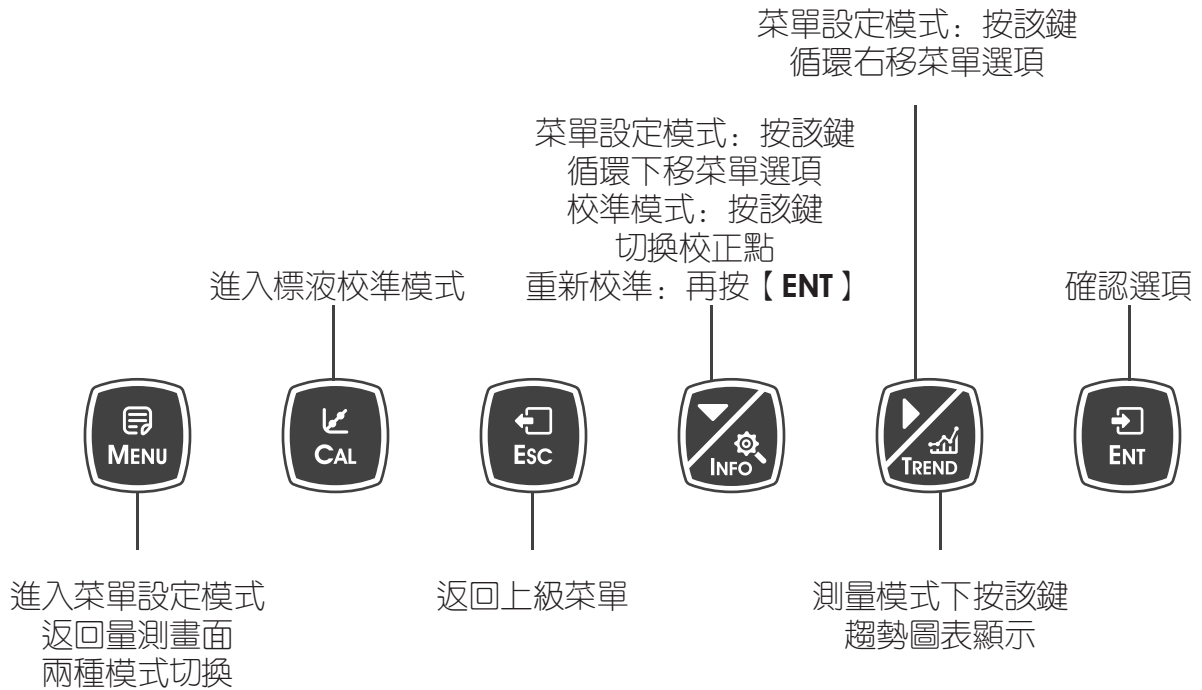 菜單設定模式：按該鍵
循環右移菜單選項
菜單設定模式：按該鍵
循環下移菜單選項
校準模式：按該鍵
切換校正點
重新校準：再按【ENT】
進入標液校準模式
確認選項
MENU
CAL
ESC
INFO
TREND
ENT
進入菜單設定模式
返回量測畫面
兩種模式切換
返回上級菜單
測量模式下按該鍵
趨勢圖表顯示